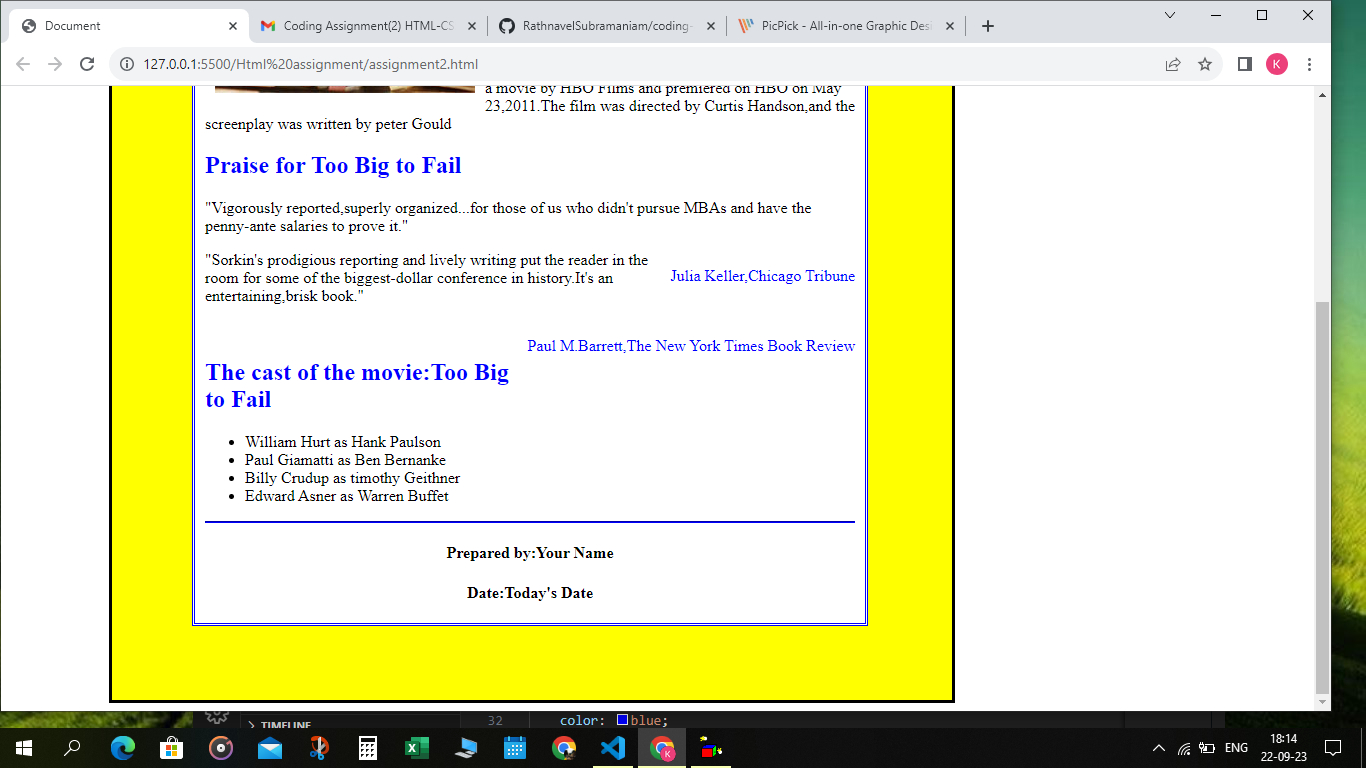 Document
Coding Assignment(2) HTML-CS
RathnavelSubramaniam/coding-
PicPick - All-in-one Graphic Des
127.0.0.1:5500/Html%20assignment/assignment2.html
K
a movie by HBO Films and premiered on HBO on May
23,2011.The film was directed by Curtis Handson,and the
screenplay was written by peter Gould
Praise for Too Big to Fail
"Vigorously reported,superly organized...for those of us who didn't pursue MBAs and have the
penny-ante salaries to prove it."
"Sorkin's prodigious reporting and lively writing put the reader in the
room for some of the biggest-dollar conference in history.It's an
entertaining,brisk book."
Julia Keller,Chicago Tribune
Paul M.Barrett,The New York Times Book Review
The cast of the movie:Too Big
to Fail
William Hurt as Hank Paulson
Paul Giamatti as Ben Bernanke
Billy Crudup as timothy Geithner
Edward Asner as Warren Buffet
Prepared by:Your Name
Date:Today's Date
TIMELINE
32 color: blue;
ENG
18:14
22-09-23